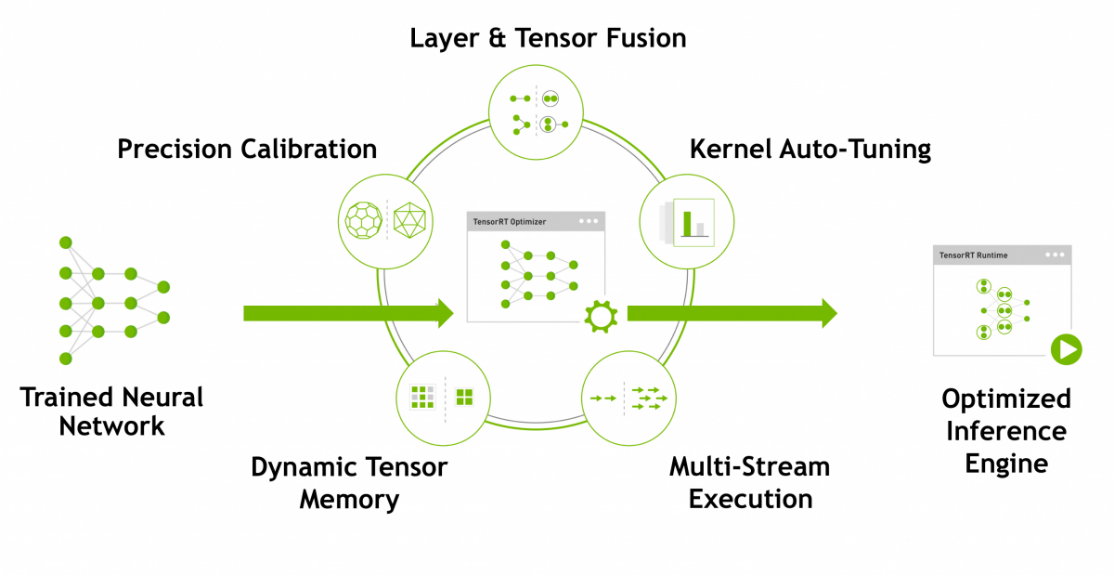 Layer & Tensor Fusion
Precision Calibration
Kernel Auto-Tuning
TensorRT Optimizer
TensorRT Runtime
Trained Neural
Network
Optimized
Inference
Engine
Dynamic Tensor
Memory
Multi-Stream
Execution